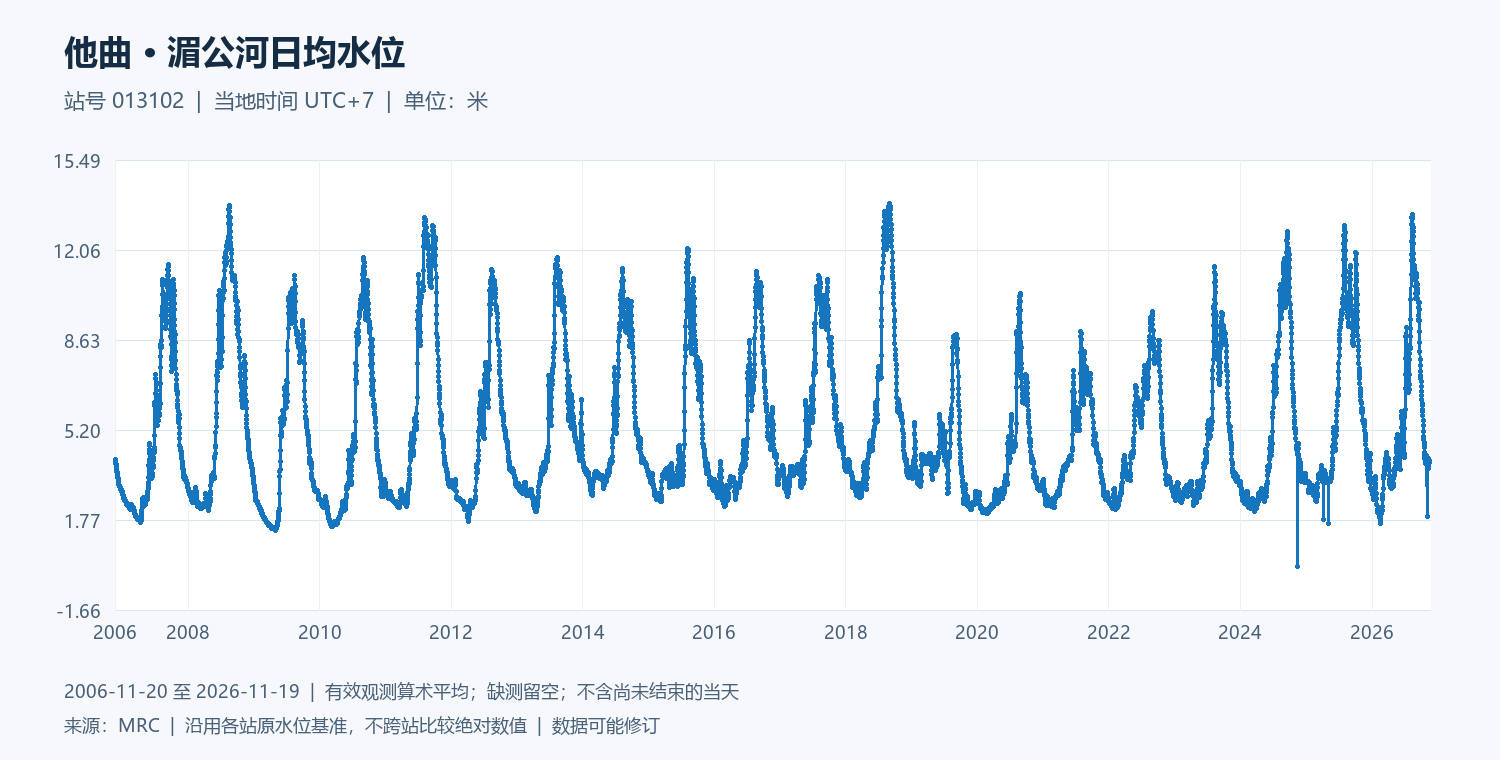 他曲·湄公河日均水位
站号 013102 | 当地时间 UTC+7 | 单位：米
15.49
12.06
8.63
5.20
1.77
-1.66
2006 2008 2010 2012 2014 2016 2018 2020 2022 2024 2026
2006-11-20 至 2026-11-19 | 有效观测算术平均；缺测留空；不含尚未结束的当天
来源：MRC | 沿用各站原水位基准，不跨站比较绝对数值 | 数据可能修订